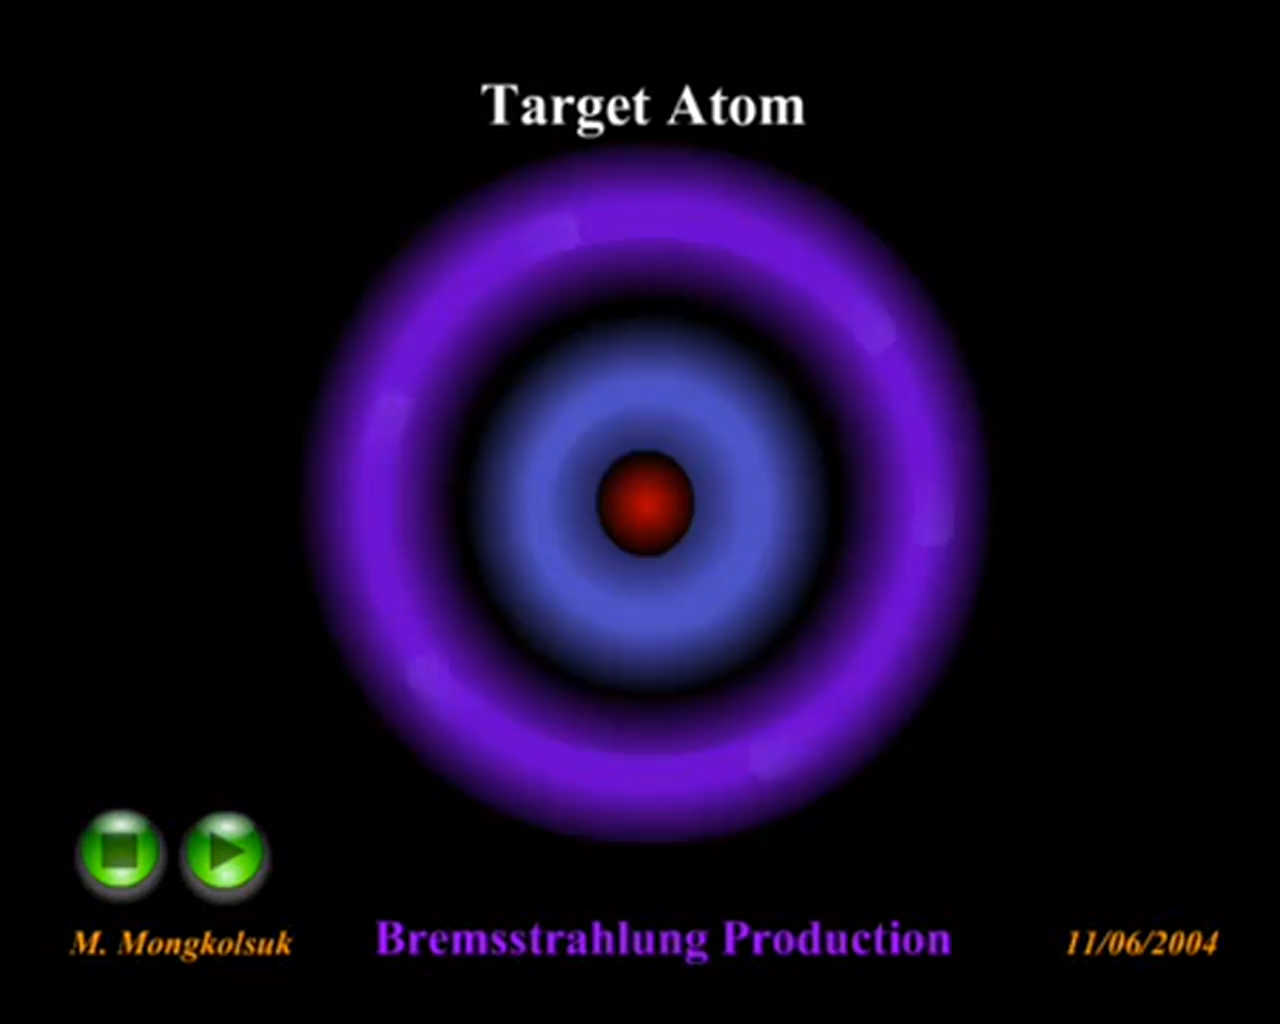 Target Atom
M. Mongkolsuk
Bremsstrahlung Production
11/06/2004